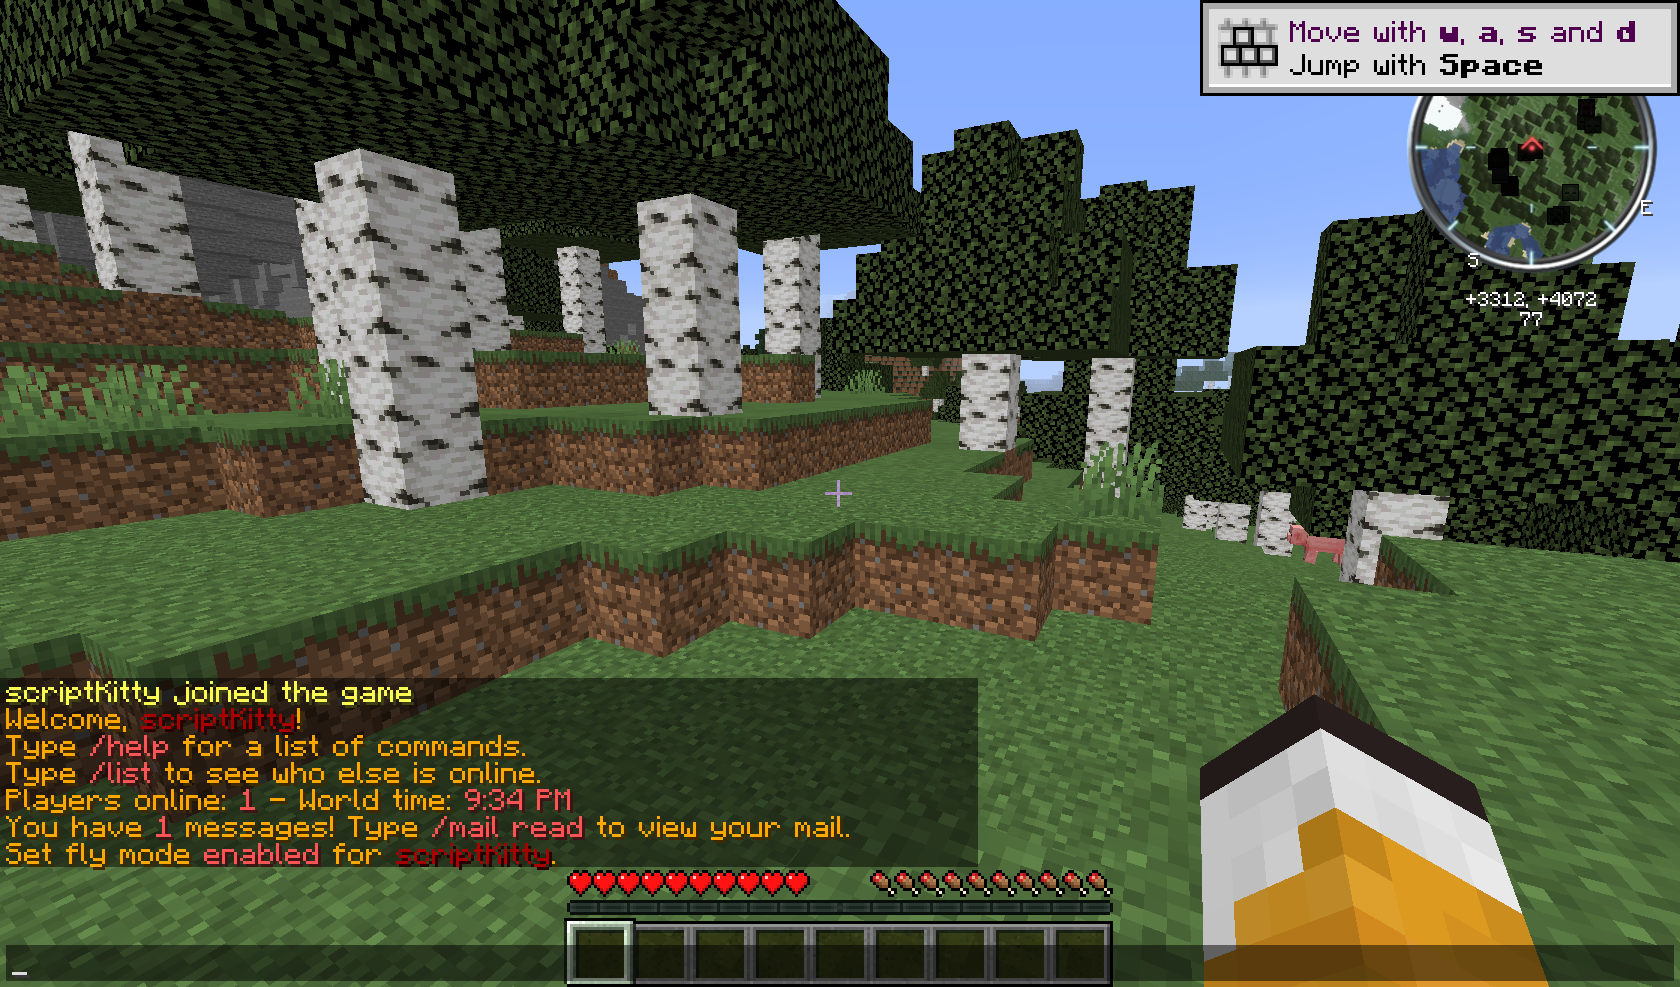 Move with w, a, s and d
Jump with Space
E
S
+3312, +4072
77
scriptKitty joined the game
Welcome, scriptKitty!
Type /help for a list of commands.
Type /list to see who else is online.
Players online: 1 - World time: 9:34 PM
You have 1 messages! Type /mail read to view your mail.
Set fly mode enabled for scriptKitty.
_